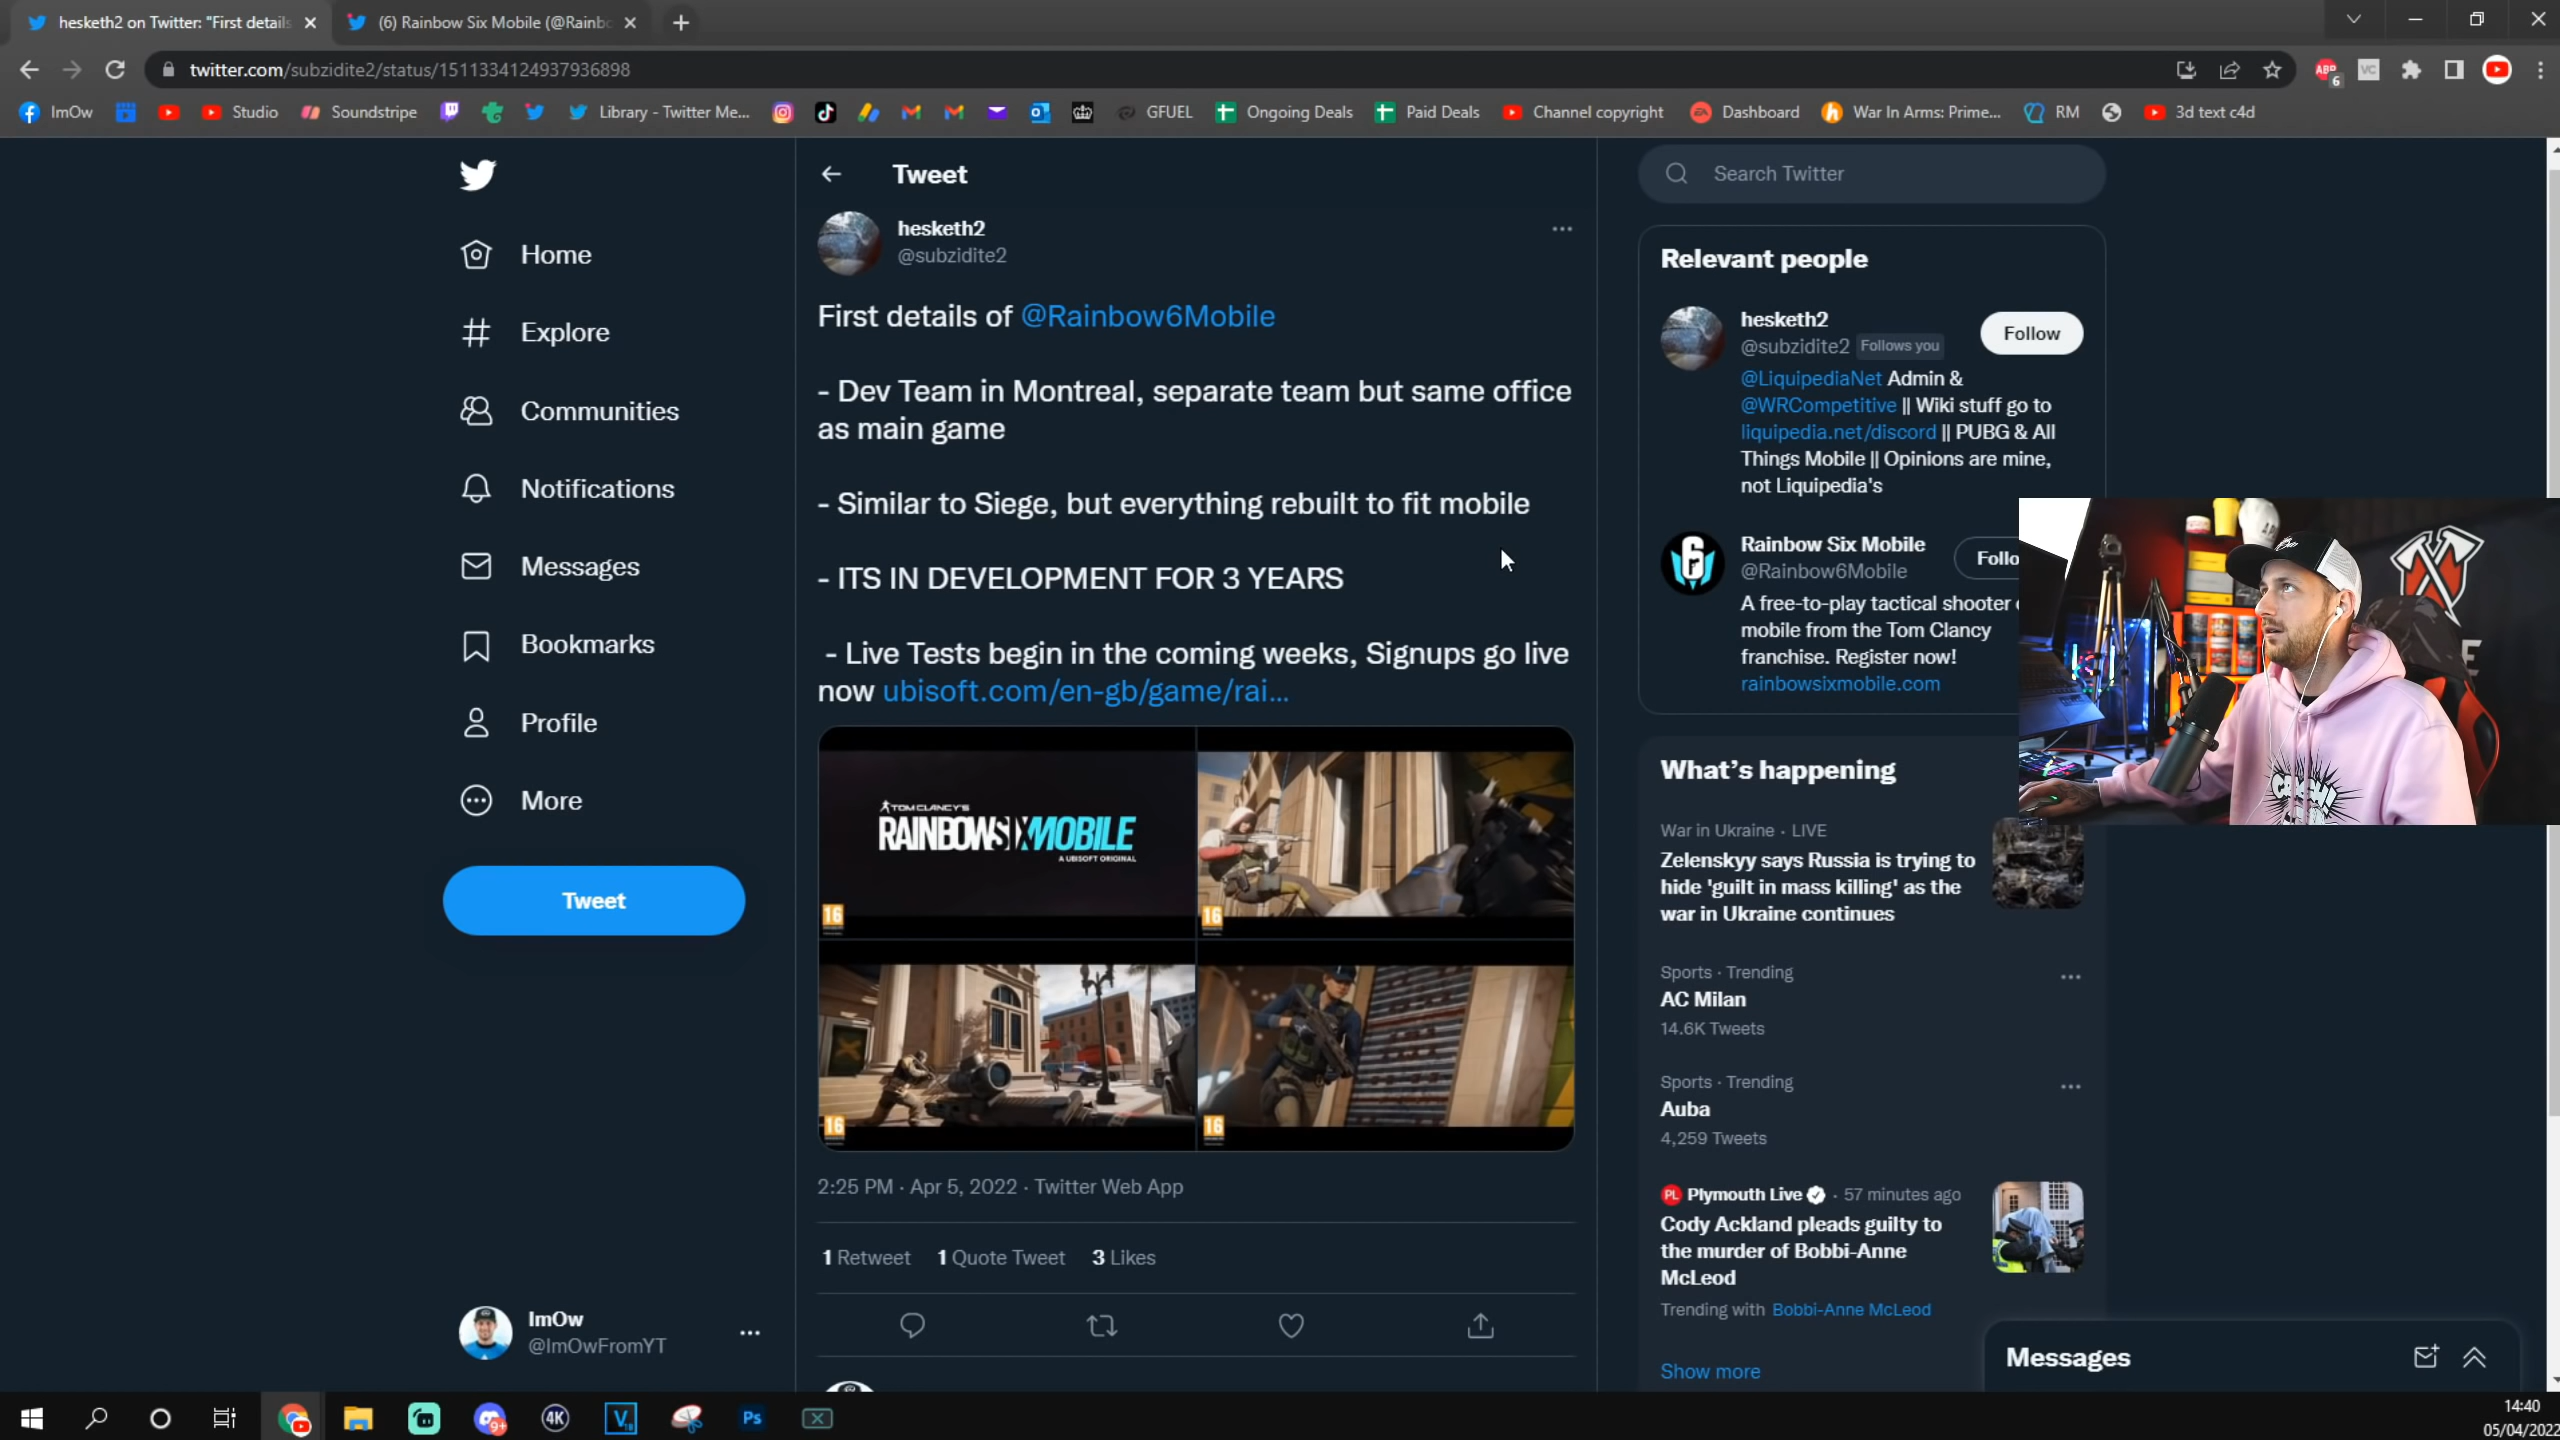 hesketh2 on Twitter: "First details
(6) Rainbow Six Mobile (@Rainbo
twitter.com/subzidite2/status/1511334124937936898
ABP
6
VC
ImOw
Studio
Soundstripe
Library - Twitter Me...
GFUEL
Ongoing Deals
Paid Deals
Channel copyright
Dashboard
War In Arms: Prime...
RM
3d text c4d
Home
Explore
Communities
Notifications
Messages
Bookmarks
Profile
More
Tweet
ImOw
@ImOwFromYT
Tweet
hesketh2
@subzidite2
First details of @Rainbow6Mobile
- Dev Team in Montreal, separate team but same office
as main game
- Similar to Siege, but everything rebuilt to fit mobile
- ITS IN DEVELOPMENT FOR 3 YEARS
- Live Tests begin in the coming weeks, Signups go live
now ubisoft.com/en-gb/game/rai...
TOM CLANCY'S
RAINBOWSIXMOBILE
A UBISOFT ORIGINAL
16
16
16
16
2:25 PM · Apr 5, 2022 · Twitter Web App
1 Retweet 1 Quote Tweet 3 Likes
Search Twitter
Relevant people
hesketh2
@subzidite2 Follows you
Follow
@LiquipediaNet Admin &
@WRCompetitive || Wiki stuff go to
liquipedia.net/discord || PUBG & All
Things Mobile || Opinions are mine,
not Liquipedia's
Rainbow Six Mobile
@Rainbow6Mobile
Follo
A free-to-play tactical shooter
mobile from the Tom Clancy
franchise. Register now!
rainbowsixmobile.com
What's happening
War in Ukraine · LIVE
Zelenskyy says Russia is trying to
hide 'guilt in mass killing' as the
war in Ukraine continues
Sports · Trending
AC Milan
14.6K Tweets
Sports · Trending
Auba
4,259 Tweets
PL Plymouth Live · 57 minutes ago
Cody Ackland pleads guilty to
the murder of Bobbi-Anne
McLeod
Trending with Bobbi-Anne McLeod
Show more
Messages
9+
4K
V
Ps
14:40
05/04/2022